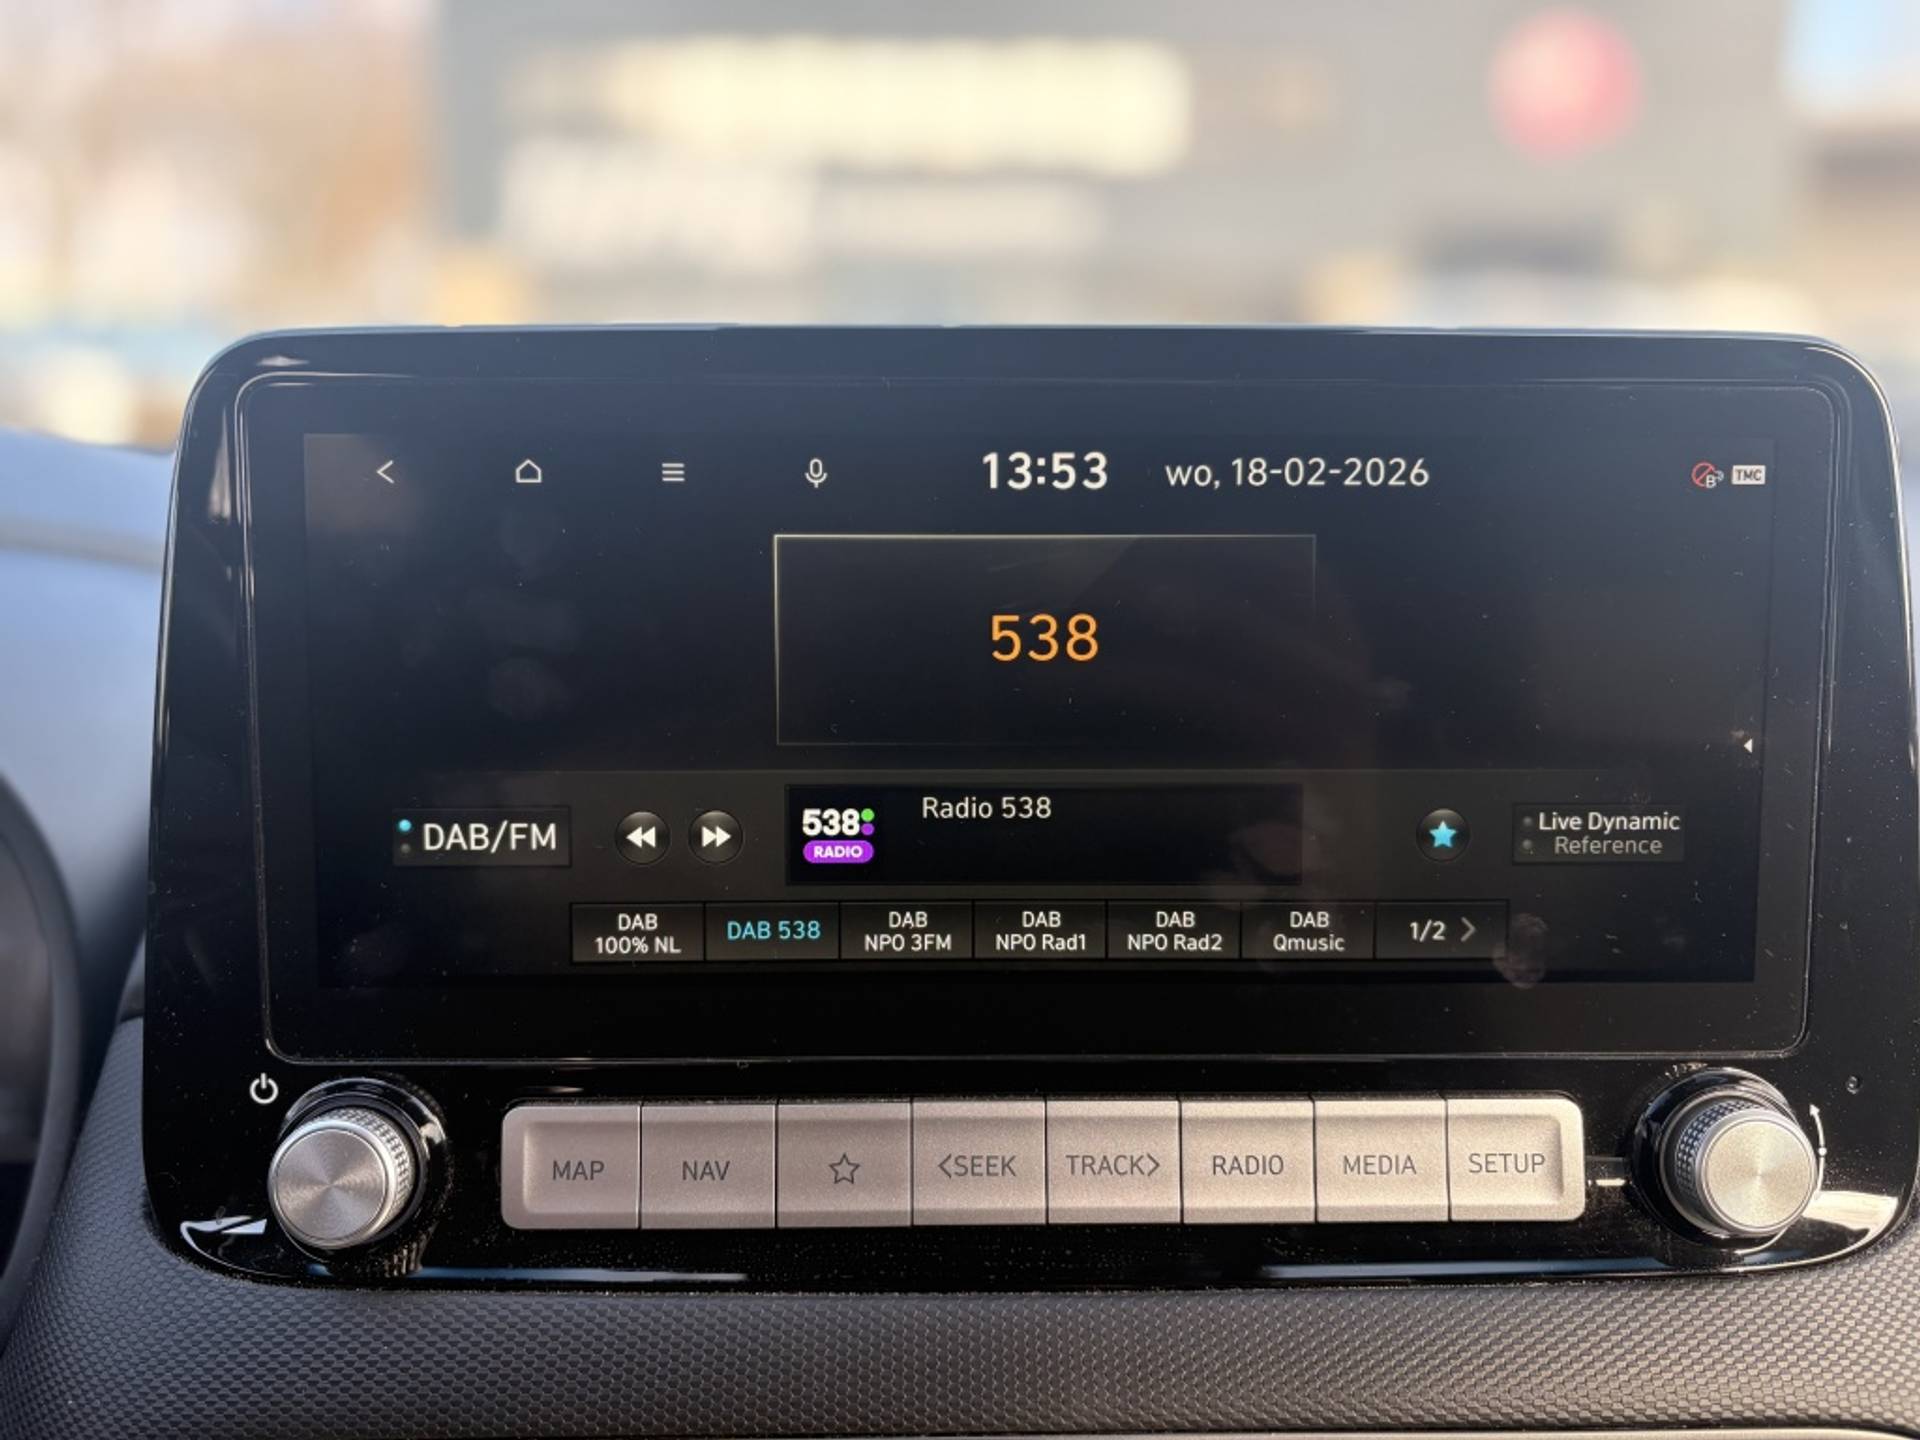 13:53 wo, 18-02-2026
B TMC
538
DAB/FM
538
RADIO
Radio 538
Live Dynamic
Reference
DAB
100% NL
DAB 538
DAB
NPO 3FM
DAB
NPO Rad1
DAB
NPO Rad2
DAB
Qmusic
1/2 >
MAP
NAV
<SEEK
TRACK>
RADIO
MEDIA
SETUP